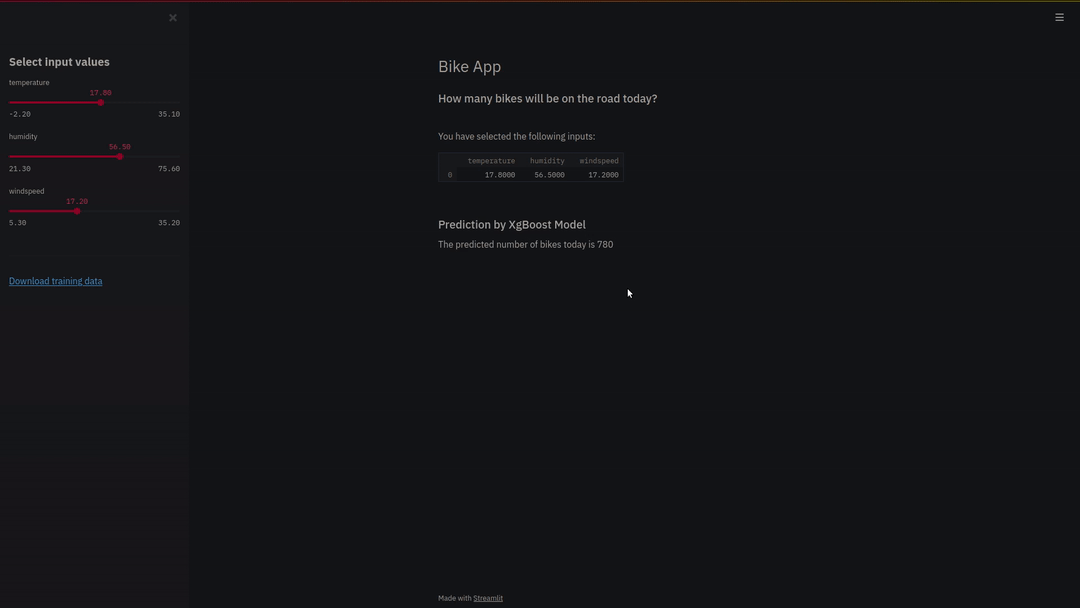 Select input values
temperature
17.80
-2.20 35.10
humidity
56.50
21.30 75.60
windspeed
17.20
5.30 35.20
Download training data
Bike App
How many bikes will be on the road today?
You have selected the following inputs:
temperature humidity windspeed
0 17.8000 56.5000 17.2000
Prediction by XgBoost Model
The predicted number of bikes today is 780
Made with Streamlit